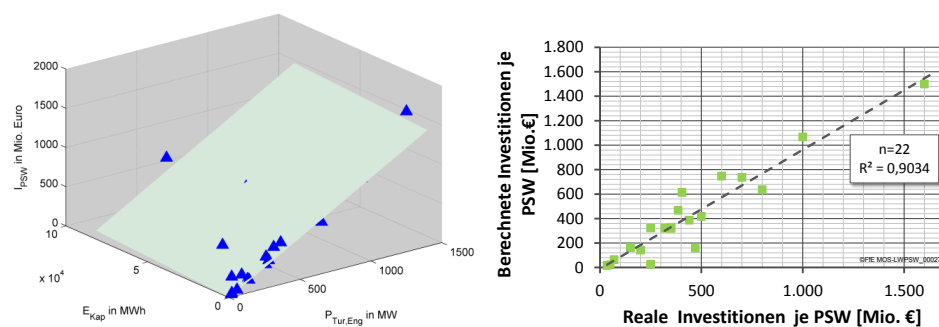 2000
1500
1000
500
0
10
5
0
x 10^4
0
500
1000
1500
I_PSW in Mio. Euro
E_Kap in MWh
P_Tur,Eng in MW
Berechnete Investitionen je
PSW [Mio.€]
1.800
1.600
1.400
1.200
1.000
800
600
400
200
0
n=22
R² = 0,9034
0
500
1.000
1.500
Reale Investitionen je PSW [Mio. €]